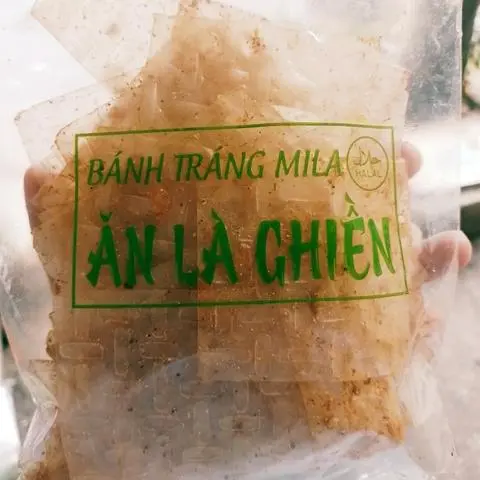 BÁNH TRÁNG MILA
HALAL
ĂN LÀ GHIỀN